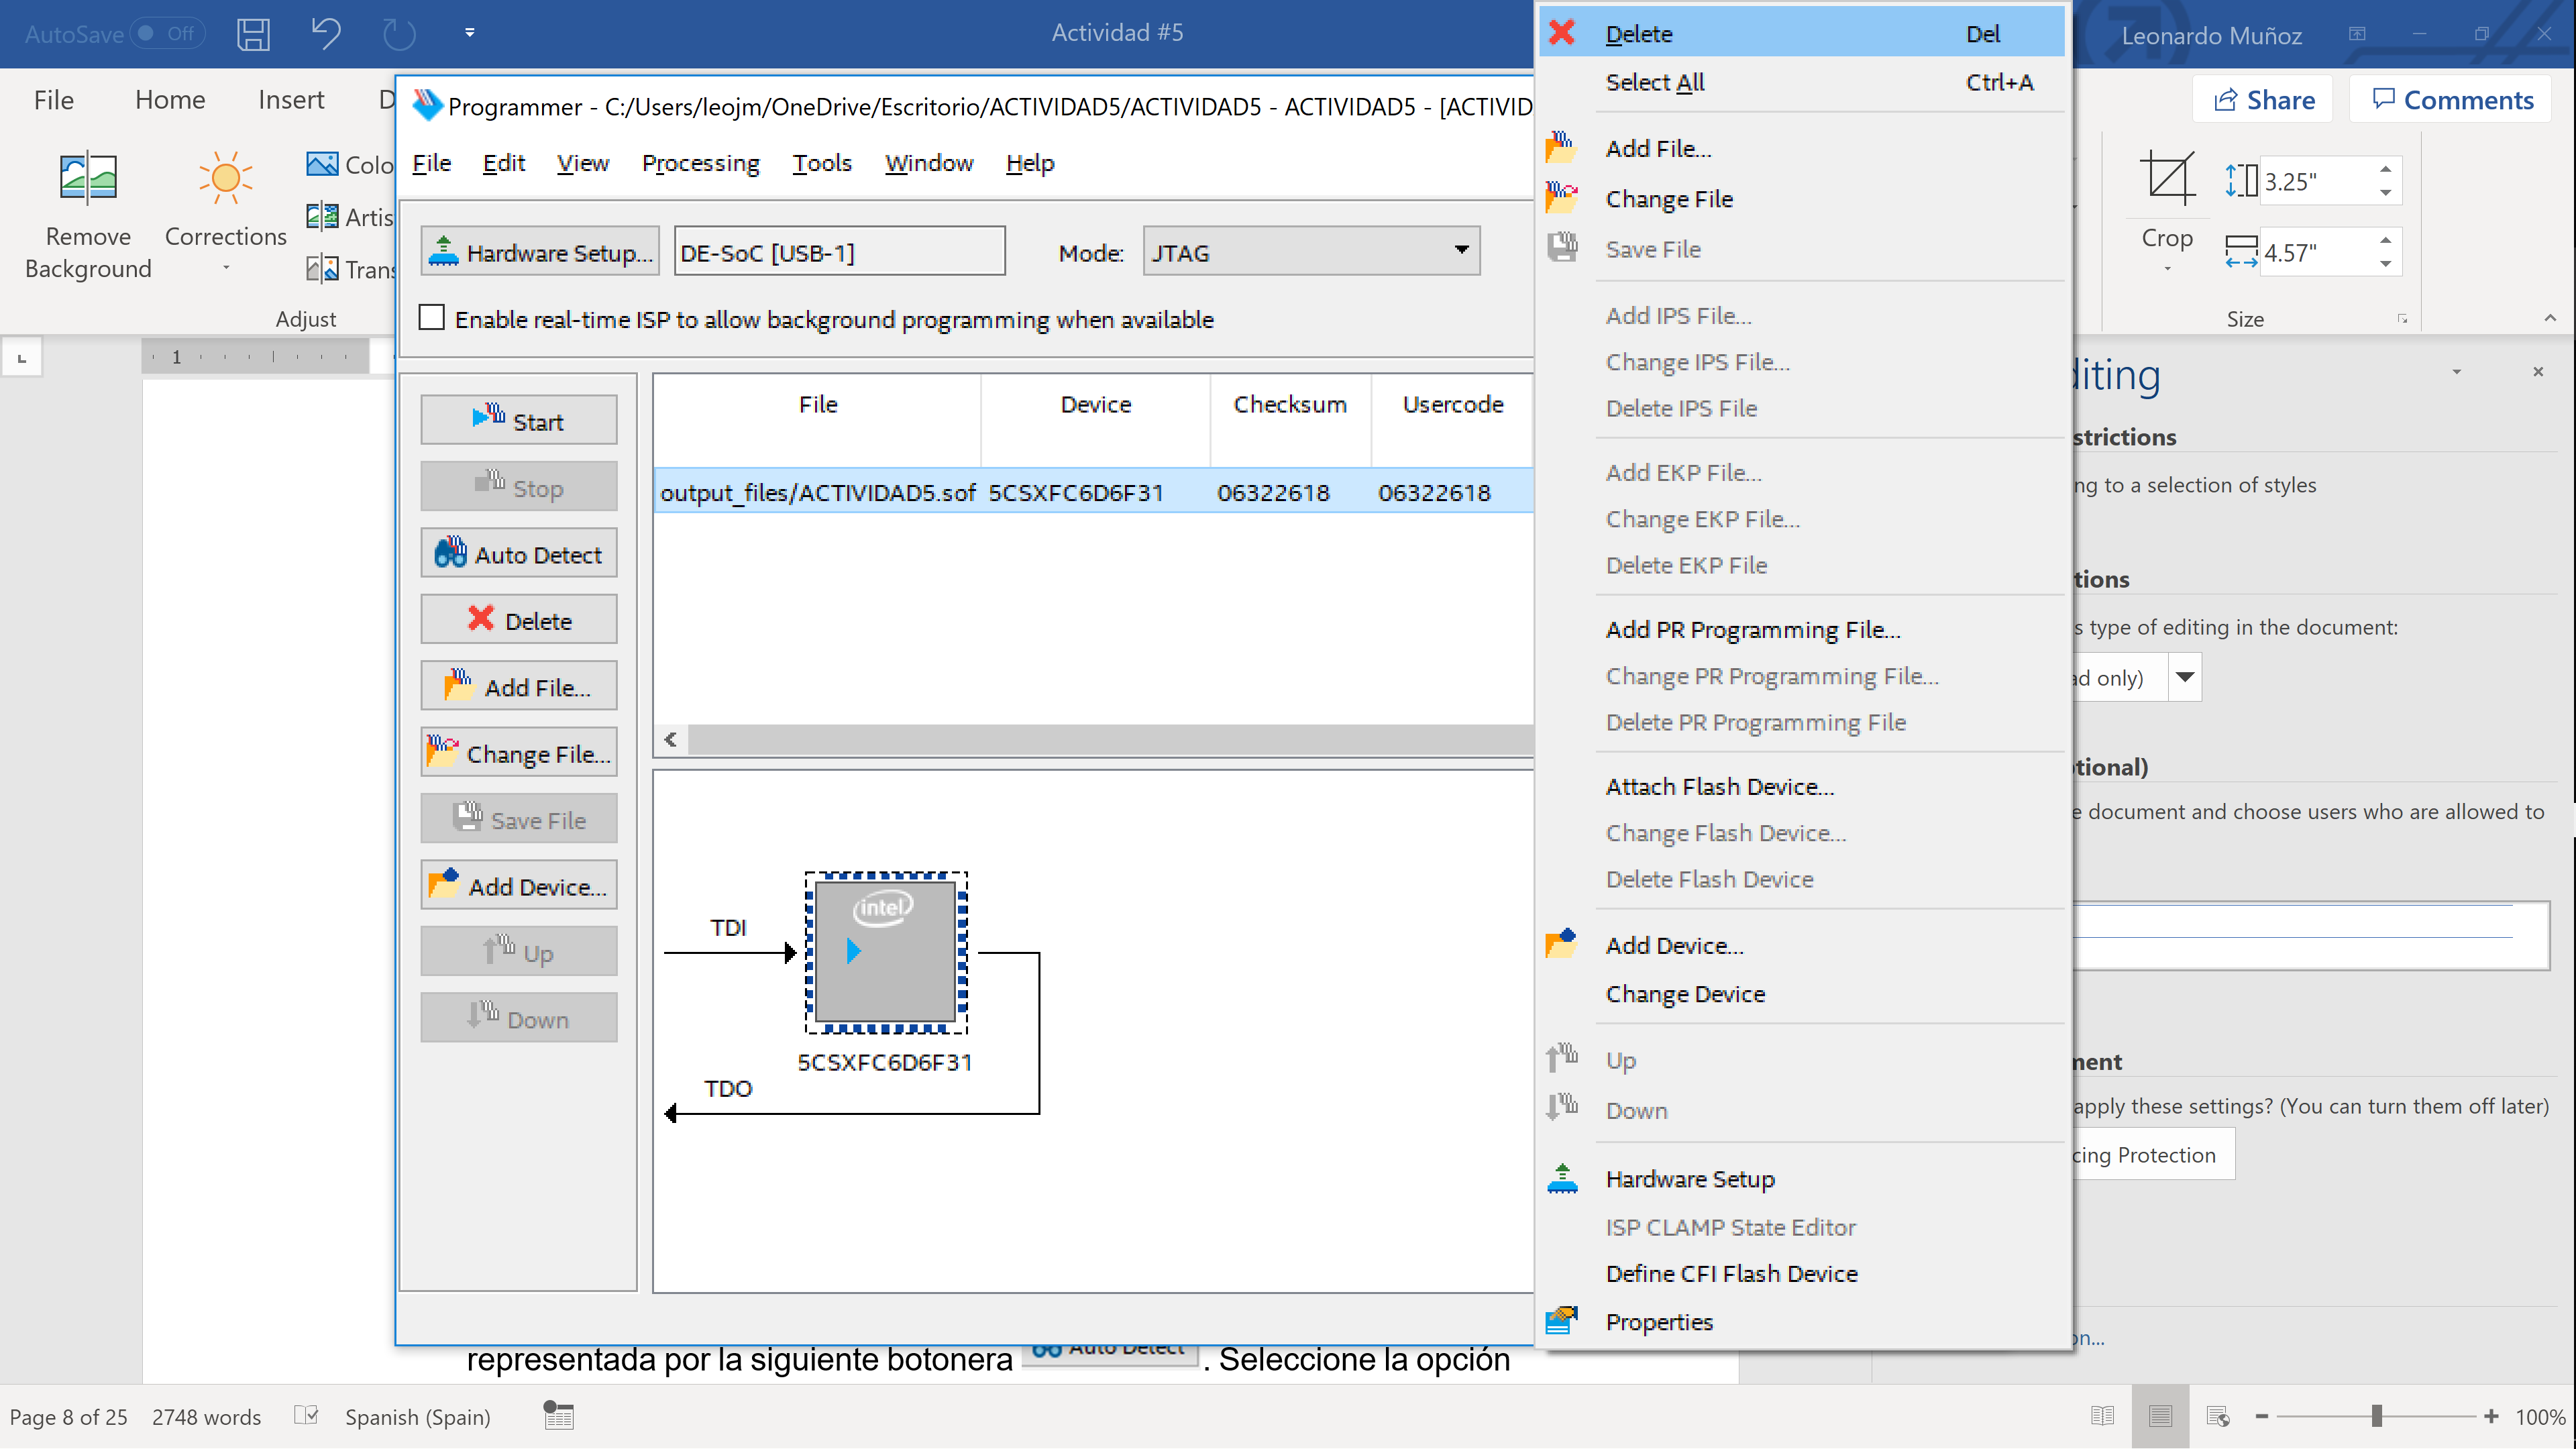 AutoSave Off Actividad #5 Leonardo Muñoz
File Home Insert
Share Comments
Remove Background
Corrections
Adjust
Crop
3.25"
4.57"
Size
1
Programmer - C:/Users/leojm/OneDrive/Escritorio/ACTIVIDAD5/ACTIVIDAD5 - ACTIVIDAD5 -
File Edit View Processing Tools Window Help
Hardware Setup... DE-SoC [USB-1] Mode: JTAG
Enable real-time ISP to allow background programming when available
Start
Stop
Auto Detect
Delete
Add File...
Change File...
Save File
Add Device...
Up
Down
File Device Checksum Usercode
output_files/ACTIVIDAD5.sof 5CSXFC6D6F31 06322618 06322618
intel
TDI
5CSXFC6D6F31
TDO
Delete Del
Select All Ctrl+A
Add File...
Change File
Save File
Add IPS File...
Change IPS File...
Delete IPS File
Add EKP File...
Change EKP File...
Delete EKP File
Add PR Programming File...
Change PR Programming File...
Delete PR Programming File
Attach Flash Device...
Change Flash Device...
Delete Flash Device
Add Device...
Change Device
Up
Down
Hardware Setup
ISP CLAMP State Editor
Define CFI Flash Device
Properties
to a selection of styles
type of editing in the document:
only)
document and choose users who are allowed to
apply these settings? (You can turn them off later)
Protection
representada por la siguiente botonera Auto Detect . Seleccione la opción
Page 8 of 25 2748 words Spanish (Spain) 100%